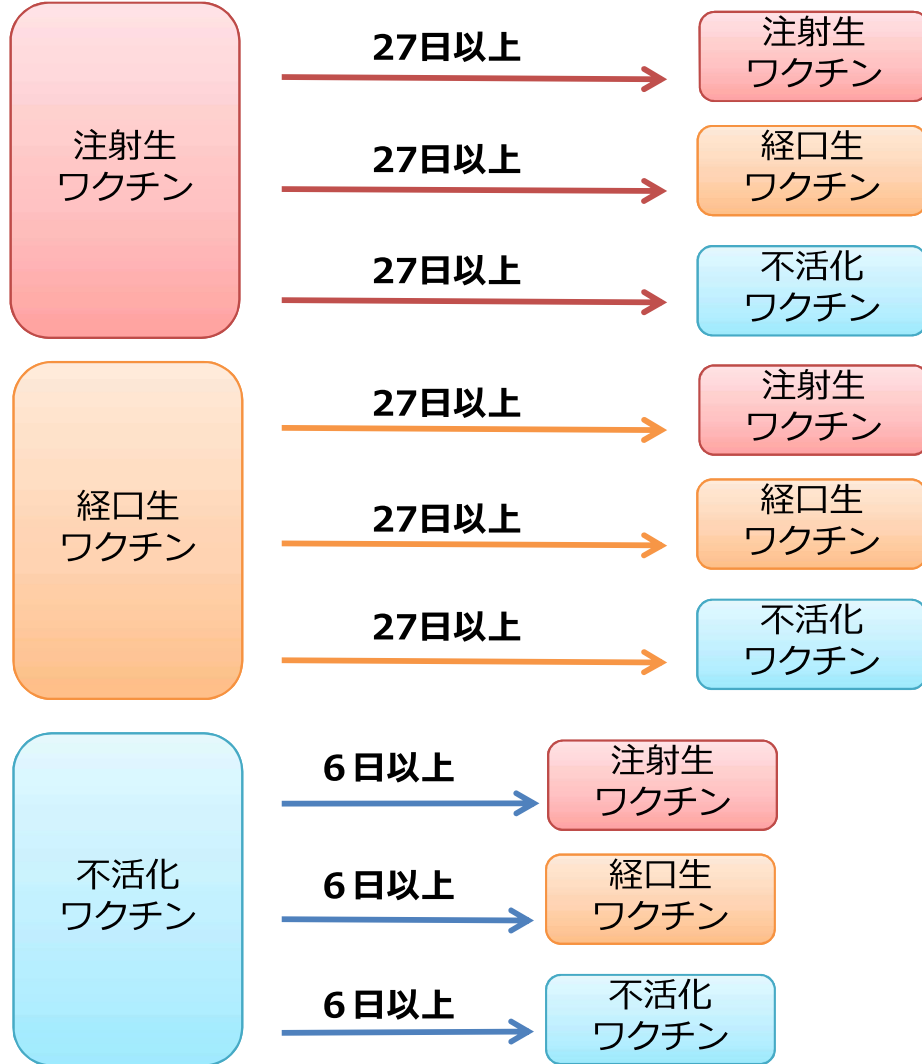 注射生
ワクチン
27日以上
注射生
ワクチン
27日以上
経口生
ワクチン
27日以上
不活化
ワクチン
経口生
ワクチン
27日以上
注射生
ワクチン
27日以上
経口生
ワクチン
27日以上
不活化
ワクチン
不活化
ワクチン
6日以上
注射生
ワクチン
6日以上
経口生
ワクチン
6日以上
不活化
ワクチン